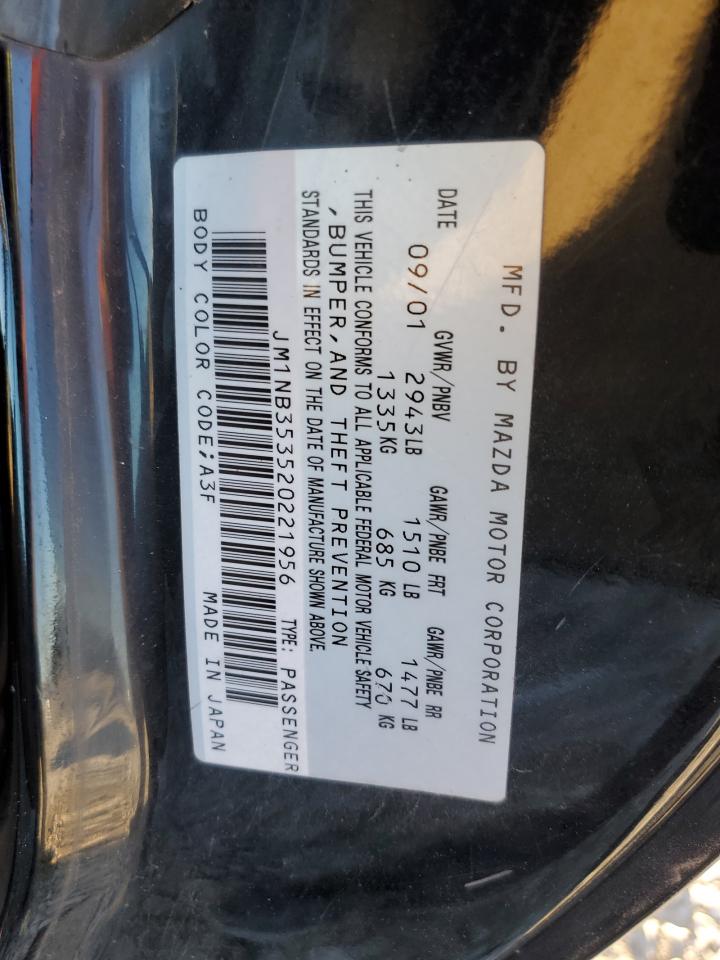 MFD. BY MAZDA MOTOR CORPORATION
DATE GVWR/PNBV GAWR/PNBE FRT GAWR/PNBE RR
09/01 2943LB 1510 LB 1477 LB
1335KG 685 KG 670 KG
THIS VEHICLE CONFORMS TO ALL APPLICABLE FEDERAL MOTOR VEHICLE SAFETY
, BUMPER, AND THEFT PREVENTION
STANDARDS IN EFFECT ON THE DATE OF MANUFACTURE SHOWN ABOVE.
JM1NB353520221956 TYPE: PASSENGER
BODY COLOR CODE;A3F MADE IN JAPAN